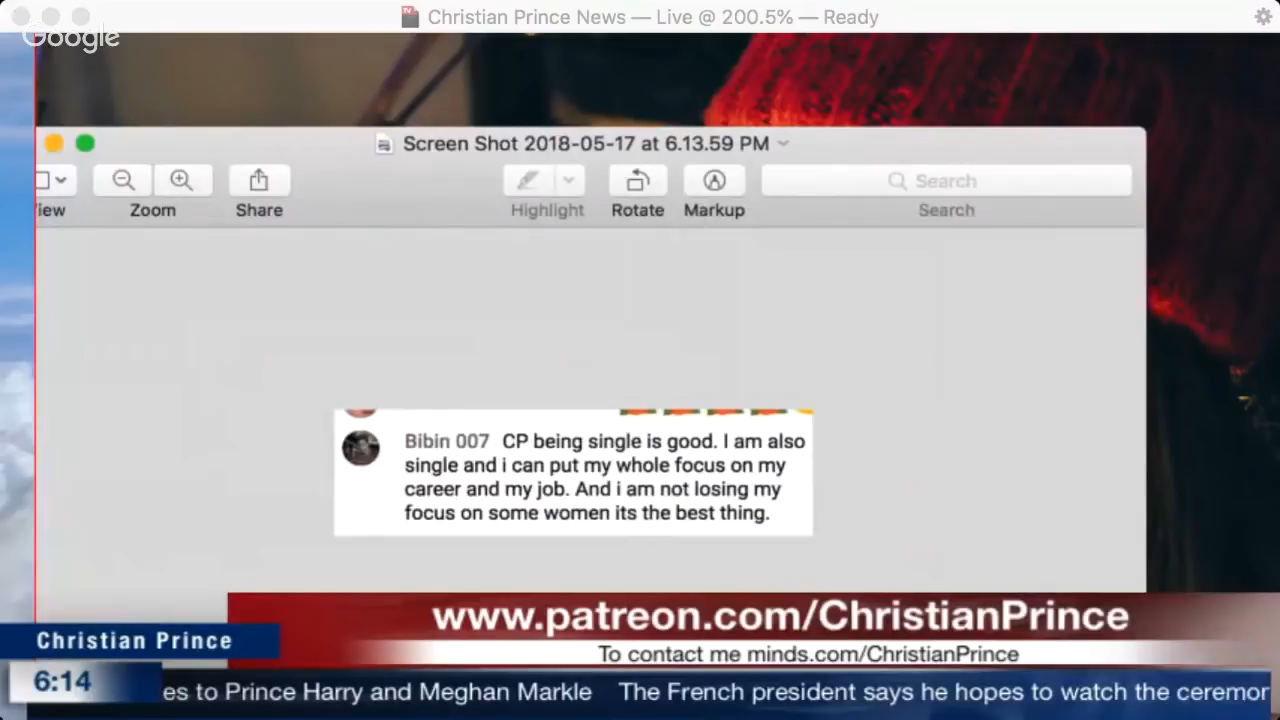 Christian Prince News — Live @ 200.5% — Ready
Google
Screen Shot 2018-05-17 at 6.13.59 PM
iew
Zoom
Share
Highlight
Rotate
Markup
Search
Search
Bibin 007 CP being single is good. I am also
single and i can put my whole focus on my
career and my job. And i am not losing my
focus on some women its the best thing.
www.patreon.com/ChristianPrince
Christian Prince
To contact me minds.com/ChristianPrince
6:14
es to Prince Harry and Meghan Markle The French president says he hopes to watch the ceremor